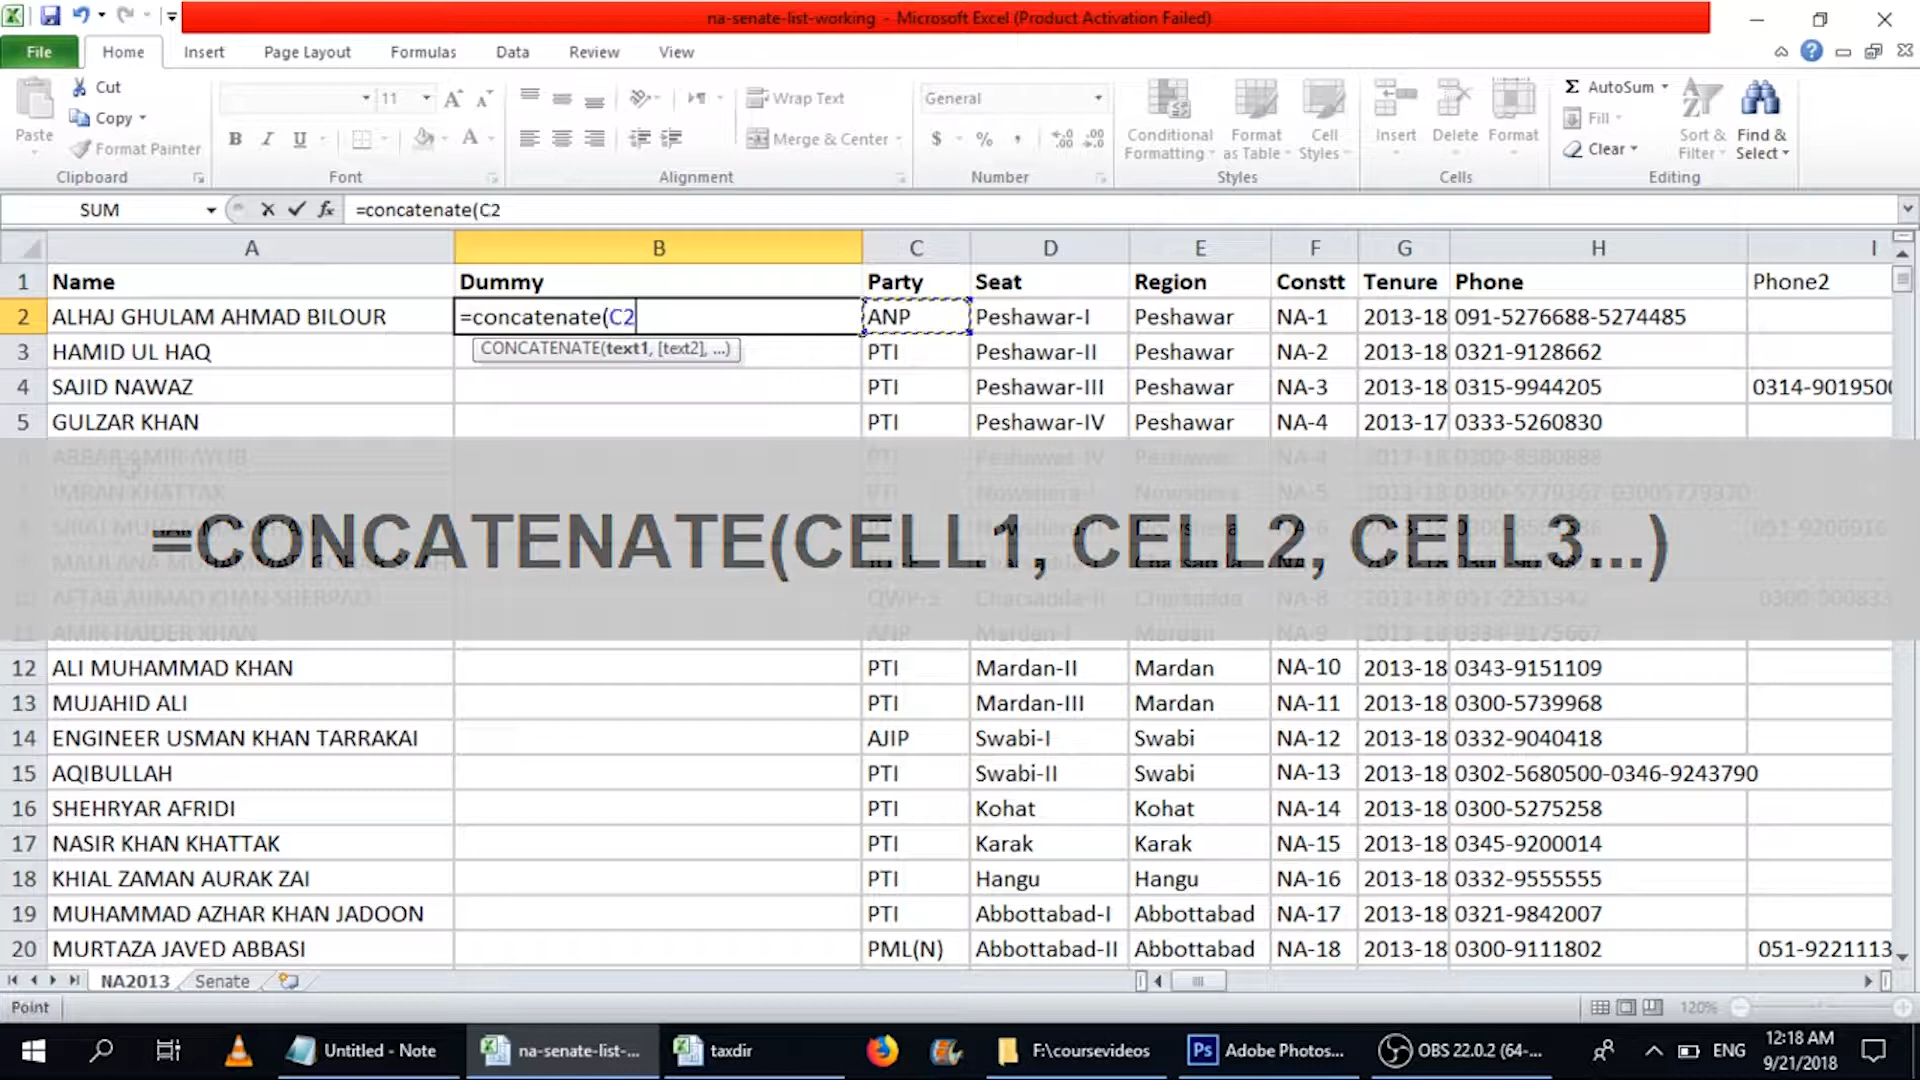 na-senate-list-working - Microsoft Excel (Product Activation Failed)
File Home Insert Page Layout Formulas Data Review View
Paste Cut Copy Format Painter
11
Wrap Text
Merge & Center
General
$ % ,
B I U
Conditional Formatting Format as Table Cell Styles
Insert Delete Format
AutoSum Fill Clear
Sort & Filter Find & Select
Clipboard Font Alignment Number Styles Cells Editing
SUM fx =concatenate(C2
A B C D E F G H I
1 Name Dummy Party Seat Region Constt Tenure Phone Phone2
2 ALHAJ GHULAM AHMAD BILOUR =concatenate(C2 ANP Peshawar-I Peshawar NA-1 2013-18 091-5276688-5274485
CONCATENATE(text1, [text2], ...)
3 HAMID UL HAQ PTI Peshawar-II Peshawar NA-2 2013-18 0321-9128662
4 SAJID NAWAZ PTI Peshawar-III Peshawar NA-3 2013-18 0315-9944205 0314-9019500
5 GULZAR KHAN PTI Peshawar-IV Peshawar NA-4 2013-17 0333-5260830
=CONCATENATE(CELL1, CELL2, CELL3...)
12 ALI MUHAMMAD KHAN PTI Mardan-II Mardan NA-10 2013-18 0343-9151109
13 MUJAHID ALI PTI Mardan-III Mardan NA-11 2013-18 0300-5739968
14 ENGINEER USMAN KHAN TARRAKAI AJIP Swabi-I Swabi NA-12 2013-18 0332-9040418
15 AQIBULLAH PTI Swabi-II Swabi NA-13 2013-18 0302-5680500-0346-9243790
16 SHEHRYAR AFRIDI PTI Kohat Kohat NA-14 2013-18 0300-5275258
17 NASIR KHAN KHATTAK PTI Karak Karak NA-15 2013-18 0345-9200014
18 KHIAL ZAMAN AURAK ZAI PTI Hangu Hangu NA-16 2013-18 0332-9555555
19 MUHAMMAD AZHAR KHAN JADOON PTI Abbottabad-I Abbottabad NA-17 2013-18 0321-9842007
20 MURTAZA JAVED ABBASI PML(N) Abbottabad-II Abbottabad NA-18 2013-18 0300-9111802 051-9221113
NA2013 Senate
Point 120%
Untitled - Note na-senate-list-... taxdir F:\coursevideos Adobe Photos... OBS 22.0.2 (64-... ENG 12:18 AM
9/21/2018